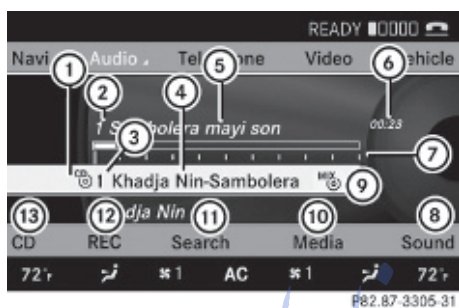 READY
Navi Audio Telephone Video Vehicle
1 5 6
2 4
1 Sambolera mayi son 00:23
3 7
CD 1 Khadja Nin-Sambolera MIX
9
Khadja Nin
13 12 11 10 8
CD REC Search Media Sound
72°F 1 AC 1 72°F
P82.87-3305-31